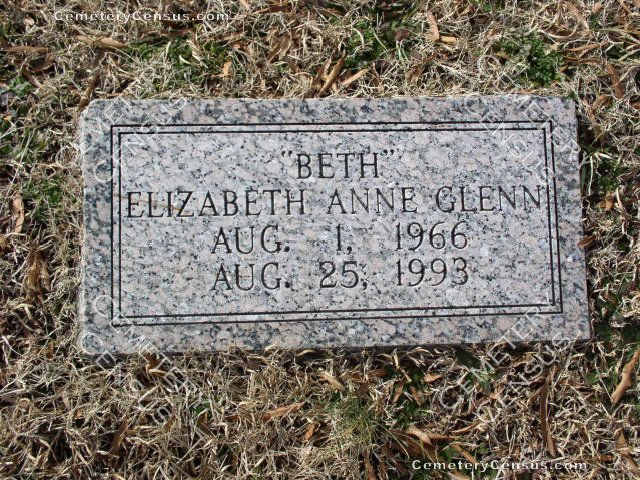 CemeteryCensus.com
"BETH"
ELIZABETH ANNE GLENN
AUG. 1, 1966
AUG. 25, 1993
CemeteryCensus.com